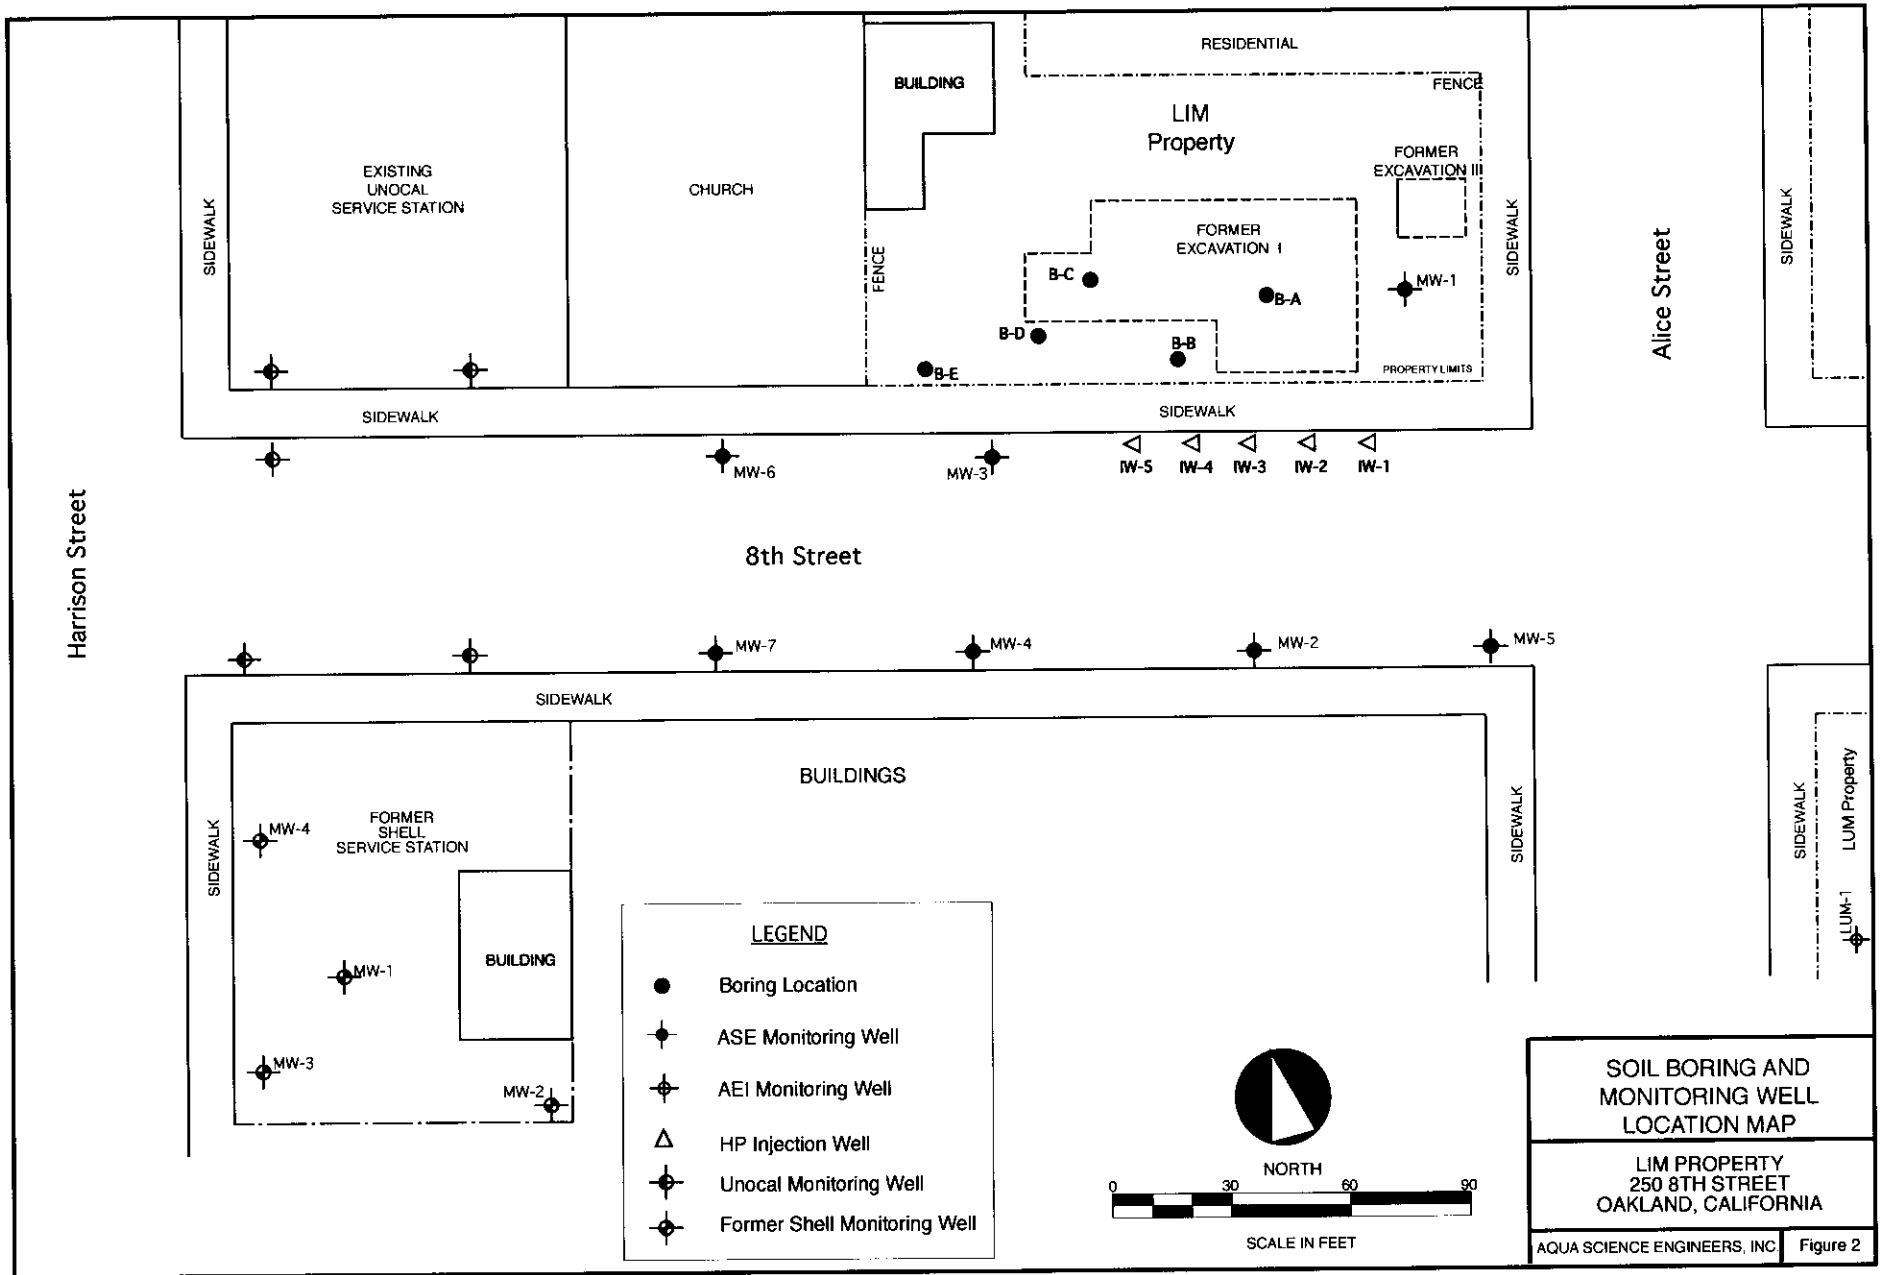 RESIDENTIAL
BUILDING
FENCE
LIM
Property
FORMER
EXCAVATION II
EXISTING
UNOCAL
SERVICE STATION
CHURCH
SIDEWALK
SIDEWALK
SIDEWALK
FORMER
EXCAVATION I
FENCE
B-C
B-A
MW-1
Alice Street
B-D
B-B
B-E
PROPERTY LIMITS
SIDEWALK
SIDEWALK
MW-6
MW-3
IW-5
IW-4
IW-3
IW-2
IW-1
Harrison Street
8th Street
MW-7
MW-4
MW-2
MW-5
SIDEWALK
BUILDINGS
FORMER
SHELL
SERVICE STATION
MW-4
SIDEWALK
SIDEWALK
SIDEWALK
LUM Property
LUM-1
BUILDING
MW-1
MW-3
MW-2
LEGEND
Boring Location
ASE Monitoring Well
AEI Monitoring Well
HP Injection Well
Unocal Monitoring Well
Former Shell Monitoring Well
NORTH
0 30 60 90
SCALE IN FEET
SOIL BORING AND
MONITORING WELL
LOCATION MAP
LIM PROPERTY
250 8TH STREET
OAKLAND, CALIFORNIA
AQUA SCIENCE ENGINEERS, INC.
Figure 2